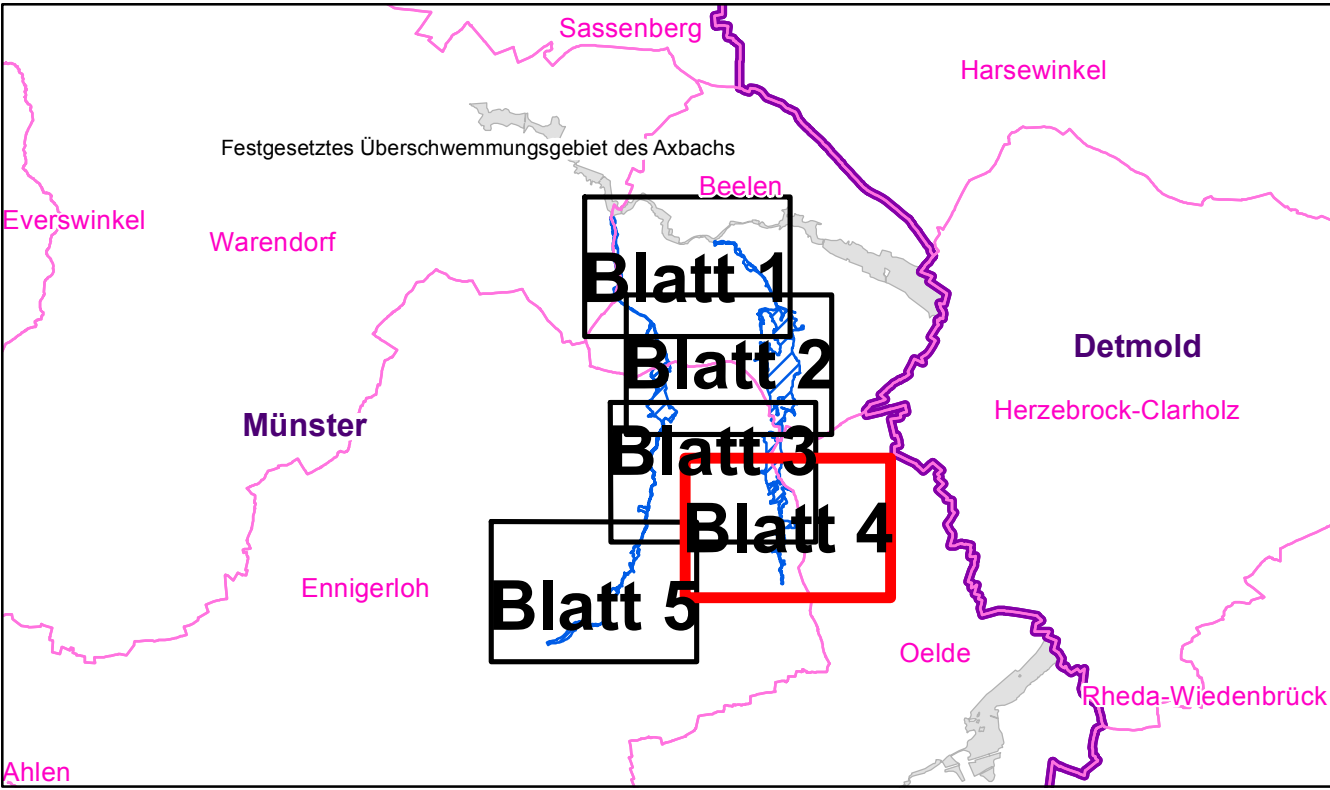 Sassenberg
Harsewinkel
Festgesetztes Überschwemmungsgebiet des Axbachs
Beelen
Everswinkel
Warendorf
Blatt 1
Detmold
Blatt 2
Herzebrock-Clarholz
Münster
Blatt 3
Blatt 4
Ennigerloh
Blatt 5
Oelde
Rheda-Wiedenbrück
Ahlen